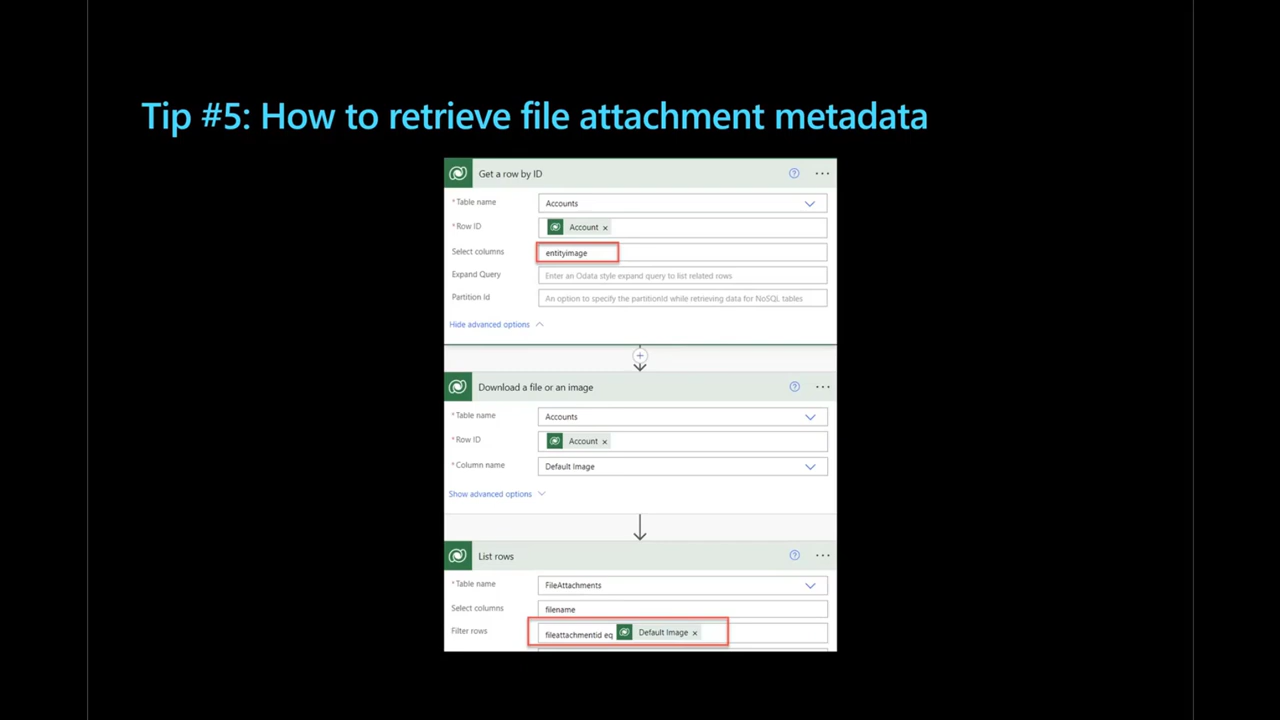 Tip #5: How to retrieve file attachment metadata
Get a row by ID
* Table name Accounts
* Row ID Account ×
Select columns entityimage
Expand Query Enter an Odata style expand query to list related rows
Partition Id An option to specify the partitionId while retrieving data for NoSQL tables
Hide advanced options
Download a file or an image
* Table name Accounts
* Row ID Account ×
* Column name Default Image
Show advanced options
List rows
* Table name FileAttachments
Select columns filename
Filter rows fileattachmentid eq Default Image ×